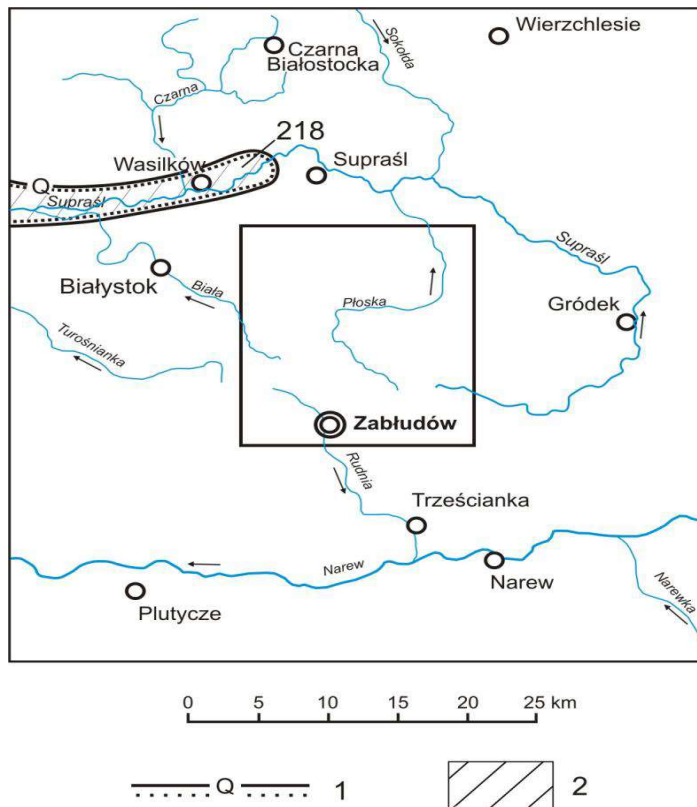 Wierzchlesie
Sokołda
Czarna
Białostocka
Czarna
218
Wasilków
Supraśl
Q
Supraśl
Supraśl
Białystok
Biała
Płoska
Gródek
Turośnianka
Zabłudów
Rudnia
Trześcianka
Narew
Narew
Narewka
Plutycze
0 5 10 15 20 25 km
Q 1 2